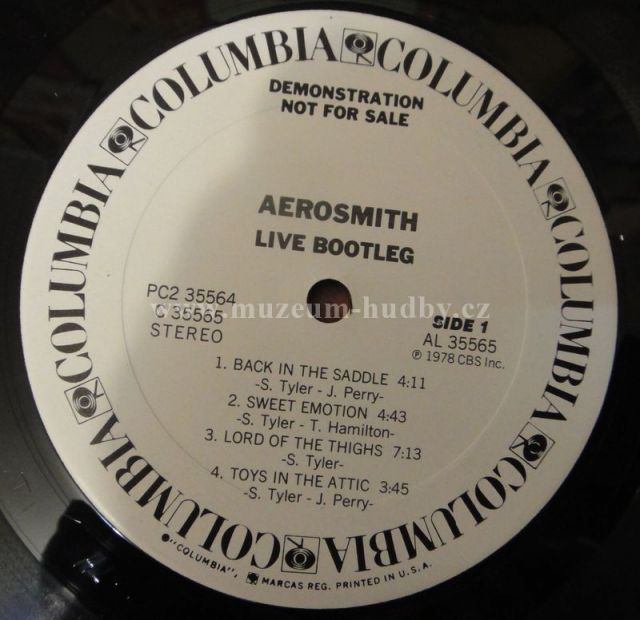 COLUMBIA COLUMBIA COLUMBIA COLUMBIA COLUMBIA COLUMBIA COLUMBIA COLUMBIA
DEMONSTRATION
NOT FOR SALE
AEROSMITH
LIVE BOOTLEG
PC2 35564
35565
STEREO
www.muzeum-hudby.cz
SIDE 1
AL 35565
℗ 1978 CBS Inc.
1. BACK IN THE SADDLE 4:11
-S. Tyler - J. Perry-
2. SWEET EMOTION 4:43
-S. Tyler - T. Hamilton-
3. LORD OF THE THIGHS 7:13
-S. Tyler-
4. TOYS IN THE ATTIC 3:45
-S. Tyler - J. Perry-
"COLUMBIA", MARCAS REG. PRINTED IN U.S.A.